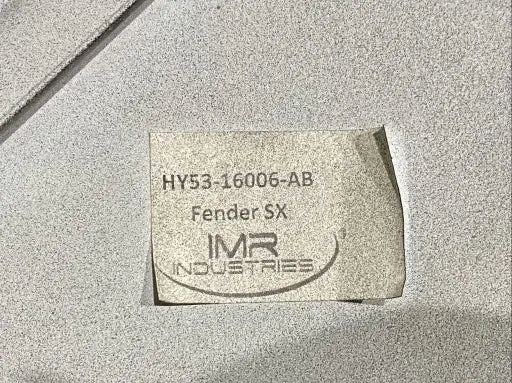 HY53-16006-AB
Fender SX
IMR
INDUSTRIES